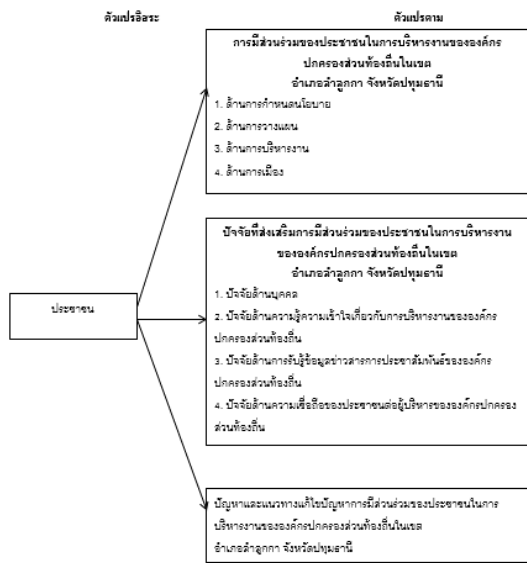 ตัวแปรอิสระ
ตัวแปรตาม
การมีส่วนร่วมของประชาชนในการบริหารงานขององค์กร
ปกครองส่วนท้องถิ่นในเขต
อำเภอลำลูกกา จังหวัดปทุมธานี
1. ด้านการกำหนดนโยบาย
2. ด้านการวางแผน
3. ด้านการบริหารงาน
4. ด้านการเมือง
ปัจจัยที่ส่งเสริมการมีส่วนร่วมของประชาชนในการบริหารงาน
ขององค์กรปกครองส่วนท้องถิ่นในเขต
อำเภอลำลูกกา จังหวัดปทุมธานี
1. ปัจจัยด้านบุคคล
2. ปัจจัยด้านความรู้ความเข้าใจเกี่ยวกับการบริหารงานขององค์กร
ปกครองส่วนท้องถิ่น
3. ปัจจัยด้านการรับรู้ข้อมูลข่าวสารการประชาสัมพันธ์ขององค์กร
ปกครองส่วนท้องถิ่น
4. ปัจจัยด้านความเชื่อถือของประชาชนต่อผู้บริหารขององค์กรปกครอง
ส่วนท้องถิ่น
ประชาชน
ปัญหาและแนวทางแก้ไขปัญหาการมีส่วนร่วมของประชาชนในการ
บริหารงานขององค์กรปกครองส่วนท้องถิ่นในเขต
อำเภอลำลูกกา จังหวัดปทุมธานี